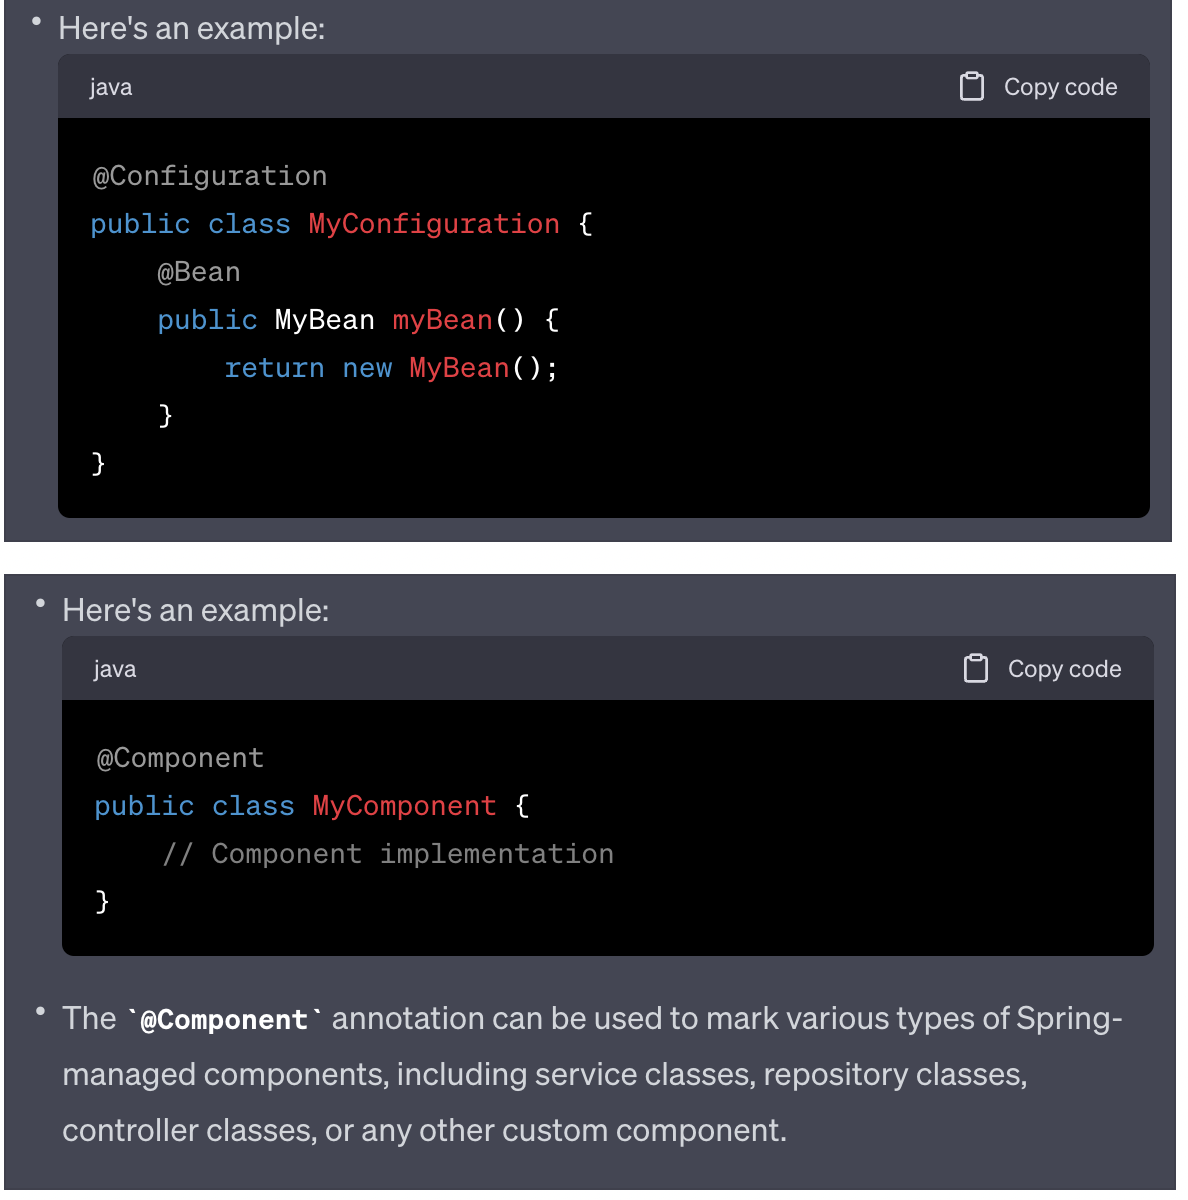 • Here's an example:
java Copy code
@Configuration
public class MyConfiguration {
    @Bean
    public MyBean myBean() {
        return new MyBean();
    }
}
• Here's an example:
java Copy code
@Component
public class MyComponent {
    // Component implementation
}
• The `@Component` annotation can be used to mark various types of Spring-
managed components, including service classes, repository classes,
controller classes, or any other custom component.